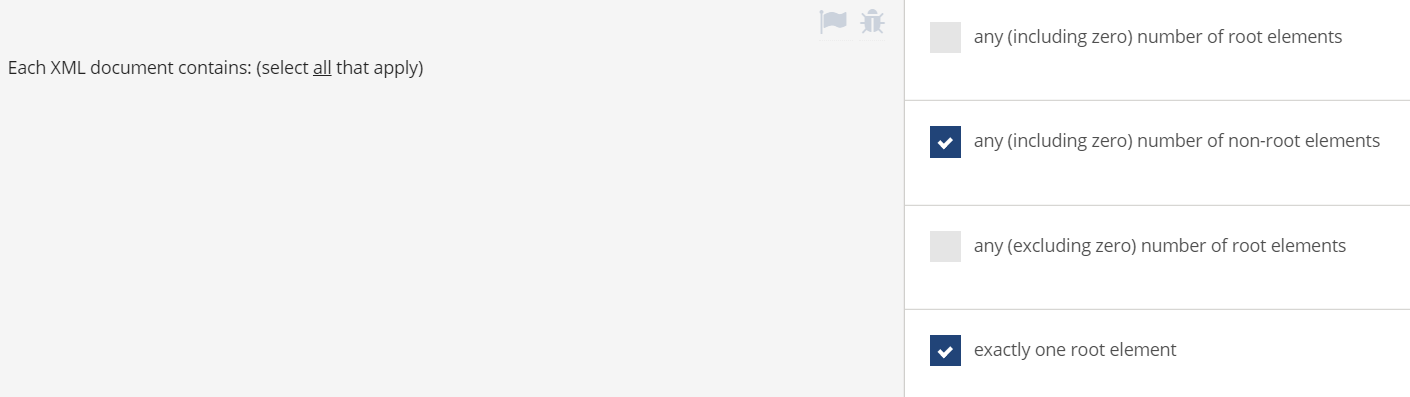 Each XML document contains: (select all that apply)
any (including zero) number of root elements
any (including zero) number of non-root elements
any (excluding zero) number of root elements
exactly one root element